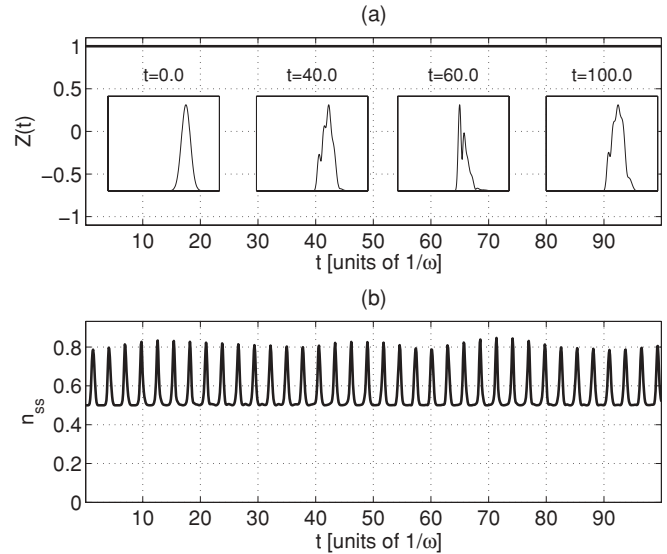 (a)
1
0.5
0
−0.5
−1
Z(t)
t=0.0
t=40.0
t=60.0
t=100.0
10 20 30 40 50 60 70 80 90
t [units of 1/ω]
(b)
0.8
0.6
0.4
0.2
0
n_ss
10 20 30 40 50 60 70 80 90
t [units of 1/ω]